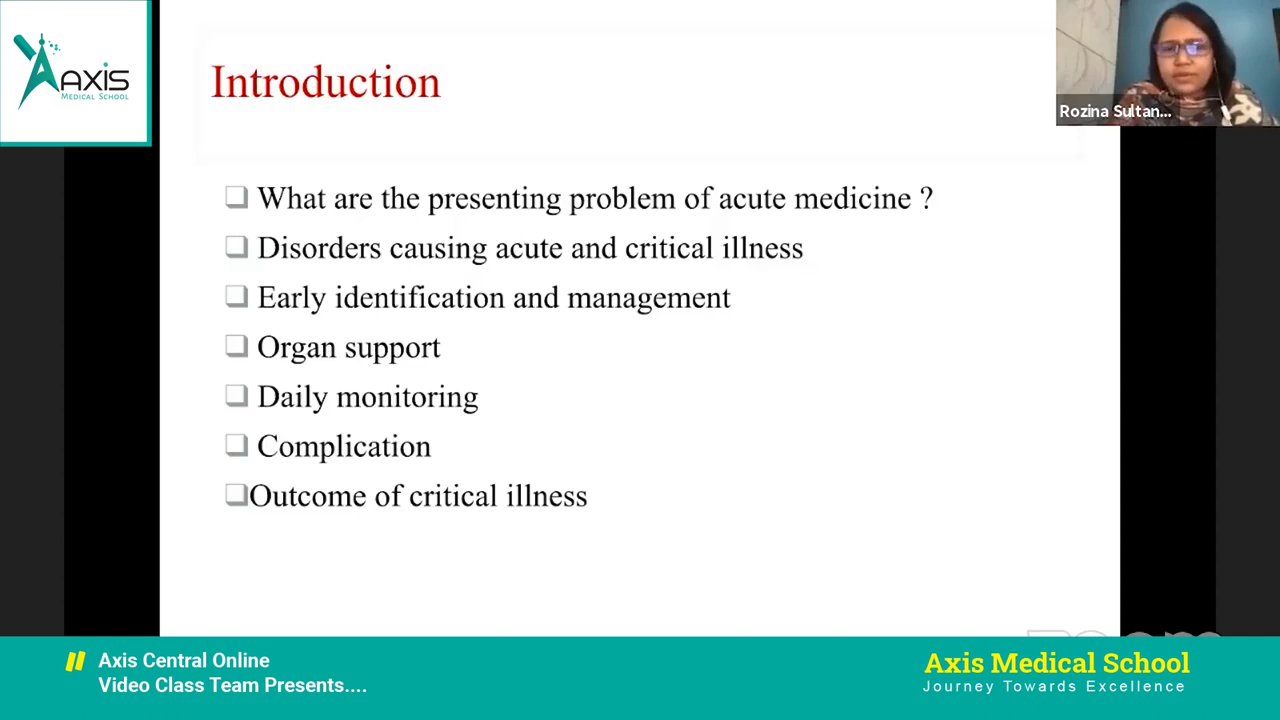 AXIS
MEDICAL SCHOOL
Introduction
Rozina Sultan...
What are the presenting problem of acute medicine ?
Disorders causing acute and critical illness
Early identification and management
Organ support
Daily monitoring
Complication
Outcome of critical illness
Axis Central Online
Video Class Team Presents....
Axis Medical School
Journey Towards Excellence